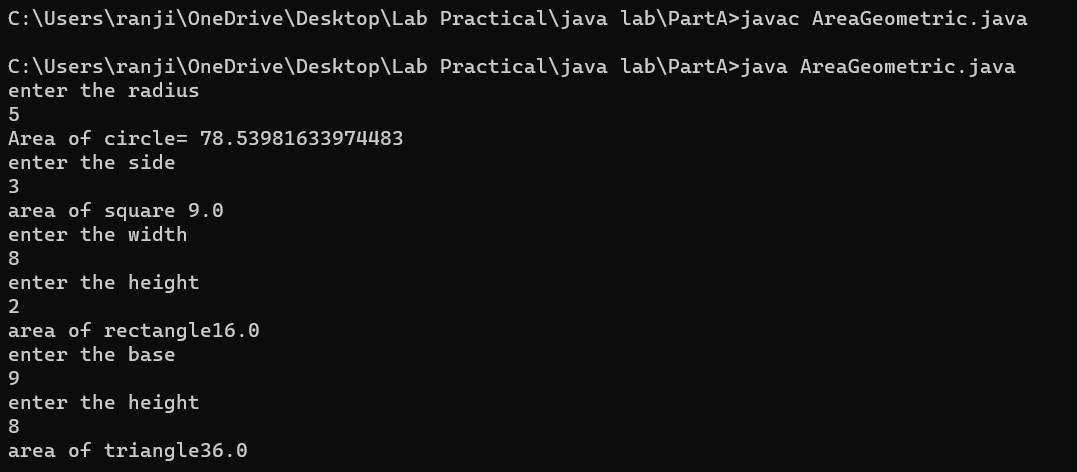 C:\Users\ranji\OneDrive\Desktop\Lab Practical\java lab\PartA>javac AreaGeometric.java
C:\Users\ranji\OneDrive\Desktop\Lab Practical\java lab\PartA>java AreaGeometric.java
enter the radius
5
Area of circle= 78.53981633974483
enter the side
3
area of square 9.0
enter the width
8
enter the height
2
area of rectangle16.0
enter the base
9
enter the height
8
area of triangle36.0